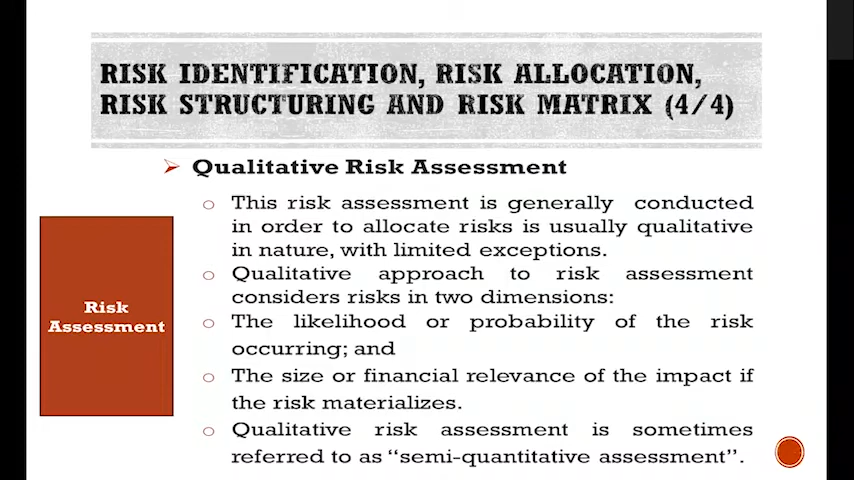 RISK IDENTIFICATION, RISK ALLOCATION,
RISK STRUCTURING AND RISK MATRIX (4/4)
Qualitative Risk Assessment
This risk assessment is generally conducted
in order to allocate risks is usually qualitative
in nature, with limited exceptions.
Qualitative approach to risk assessment
considers risks in two dimensions:
The likelihood or probability of the risk
occurring; and
The size or financial relevance of the impact if
the risk materializes.
Qualitative risk assessment is sometimes
referred to as “semi-quantitative assessment”.
Risk
Assessment